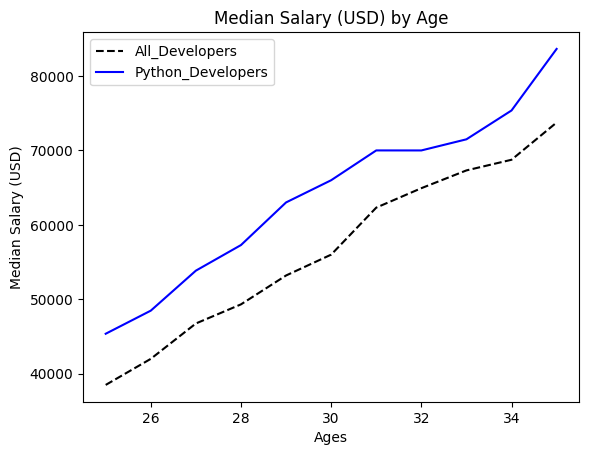 Median Salary (USD) by Age
All_Developers
Python_Developers
Median Salary (USD)
80000
70000
60000
50000
40000
26 28 30 32 34
Ages